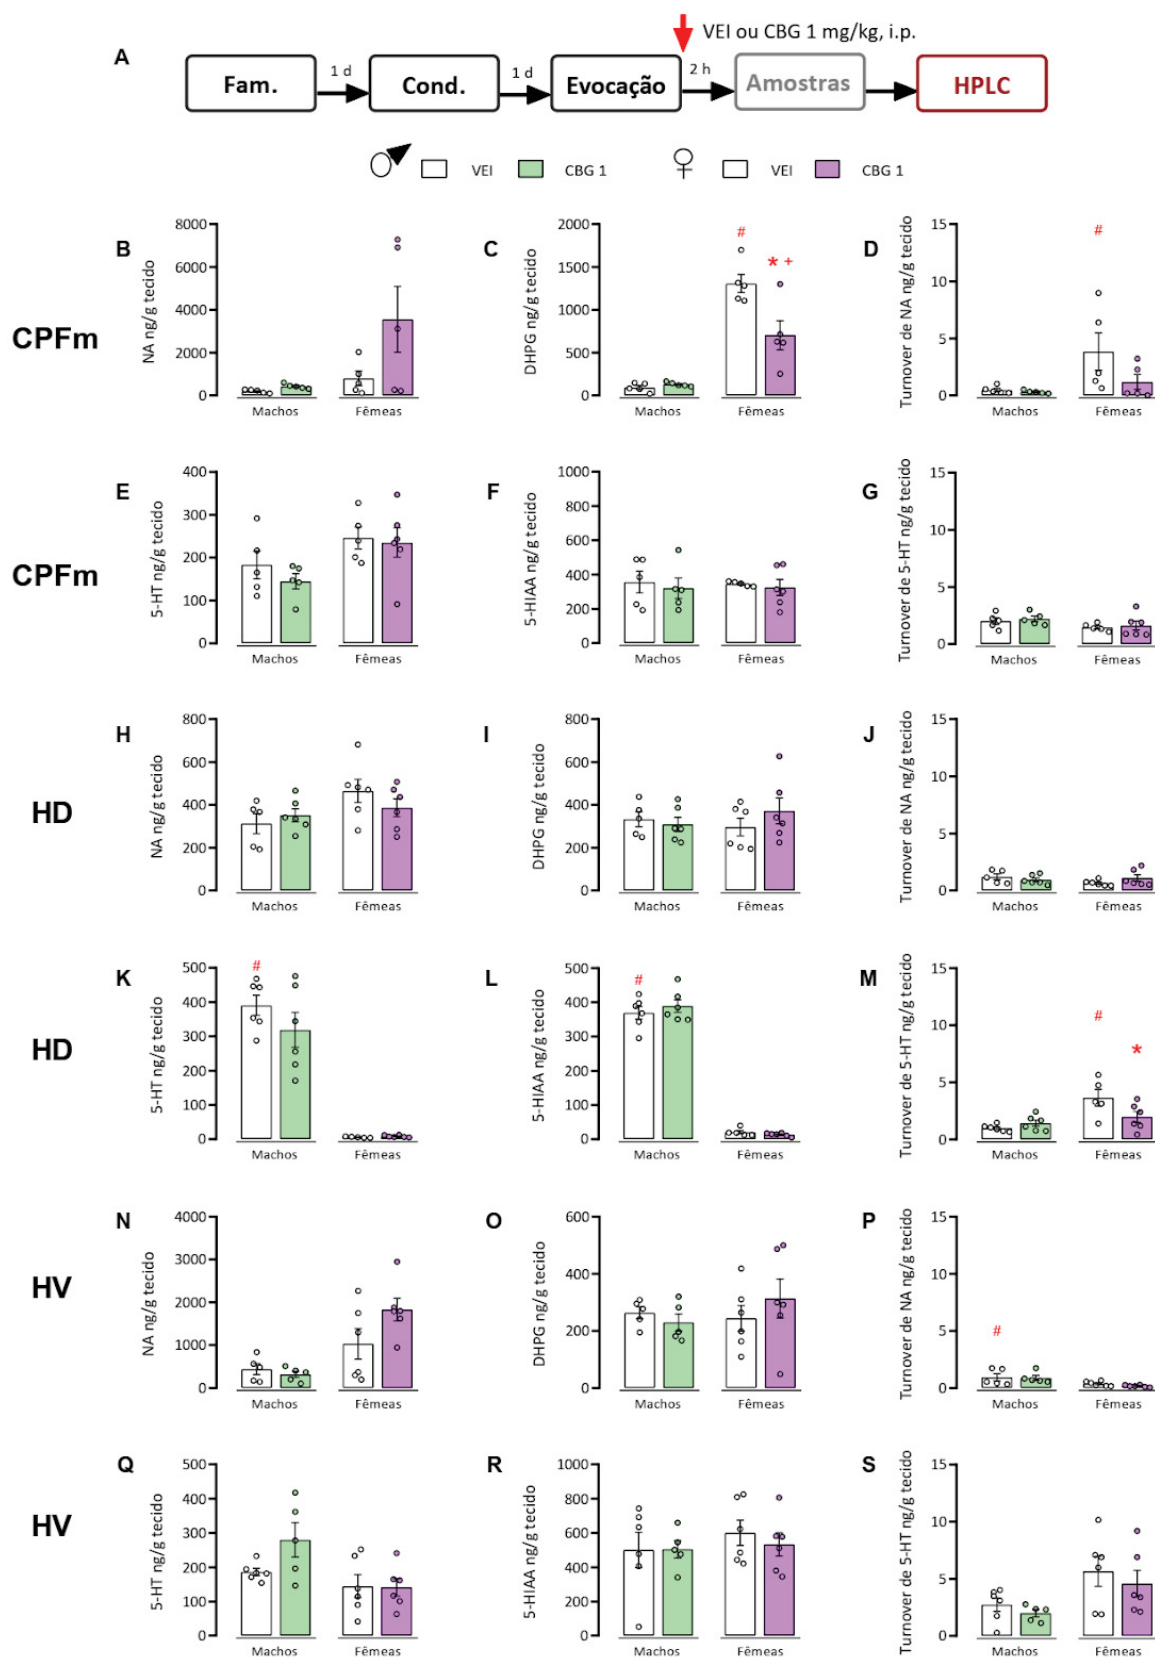 A
VEI ou CBG 1 mg/kg, i.p.
Fam.
1 d
Cond.
1 d
Evocação
2 h
Amostras
HPLC
VEI
CBG 1
VEI
CBG 1
CPFm
B
NA ng/g tecido
8000
6000
4000
2000
0
Machos
Fêmeas
C
DHPG ng/g tecido
2000
1500
1000
500
0
#
* +
Machos
Fêmeas
D
Turnover de NA ng/g tecido
15
10
5
0
#
Machos
Fêmeas
CPFm
E
5-HT ng/g tecido
400
300
200
100
0
Machos
Fêmeas
F
5-HIAA ng/g tecido
1000
800
600
400
200
0
Machos
Fêmeas
G
Turnover de 5-HT ng/g tecido
15
10
5
0
Machos
Fêmeas
HD
H
NA ng/g tecido
800
600
400
200
0
Machos
Fêmeas
I
DHPG ng/g tecido
800
600
400
200
0
Machos
Fêmeas
J
Turnover de NA ng/g tecido
15
10
5
0
Machos
Fêmeas
HD
K
5-HT ng/g tecido
500
400
300
200
100
0
#
Machos
Fêmeas
L
5-HIAA ng/g tecido
500
400
300
200
100
0
#
Machos
Fêmeas
M
Turnover de 5-HT ng/g tecido
15
10
5
0
#
*
Machos
Fêmeas
HV
N
NA ng/g tecido
4000
3000
2000
1000
0
Machos
Fêmeas
O
DHPG ng/g tecido
600
400
200
0
Machos
Fêmeas
P
Turnover de NA ng/g tecido
15
10
5
0
#
Machos
Fêmeas
HV
Q
5-HT ng/g tecido
500
400
300
200
100
0
Machos
Fêmeas
R
5-HIAA ng/g tecido
1000
800
600
400
200
0
Machos
Fêmeas
S
Turnover de 5-HT ng/g tecido
15
10
5
0
Machos
Fêmeas